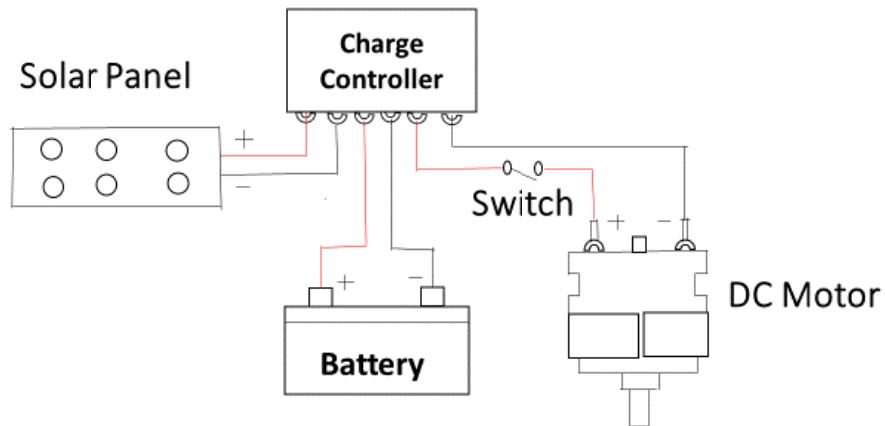 Charge
Controller
Solar Panel
+
−
Switch
+ −
+ −
DC Motor
Battery